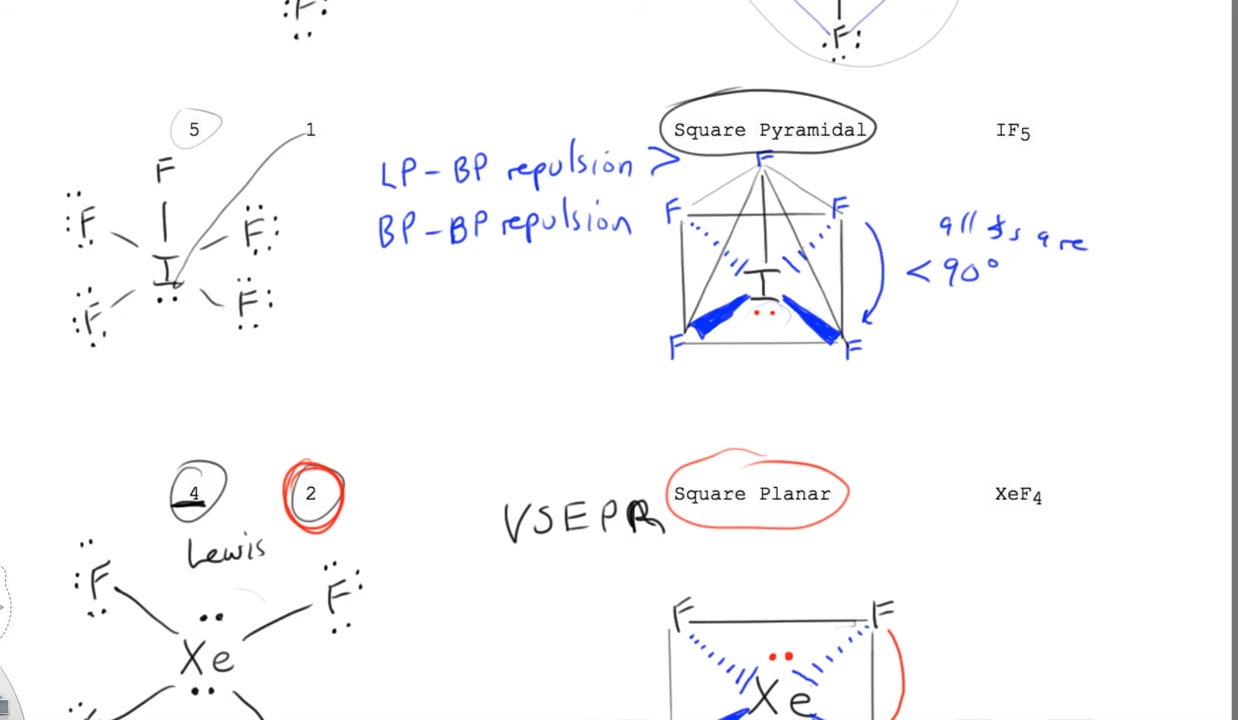 :F:
F:
5 1 Square Pyramidal IF5
LP-BP repulsion >
BP-BP repulsion
F
F F
F F
I
F
F F
I
F F
all ∡s are
< 90°
4 2 Square Planar XeF4
Lewis
VSEPR
F F
Xe
F F
Xe